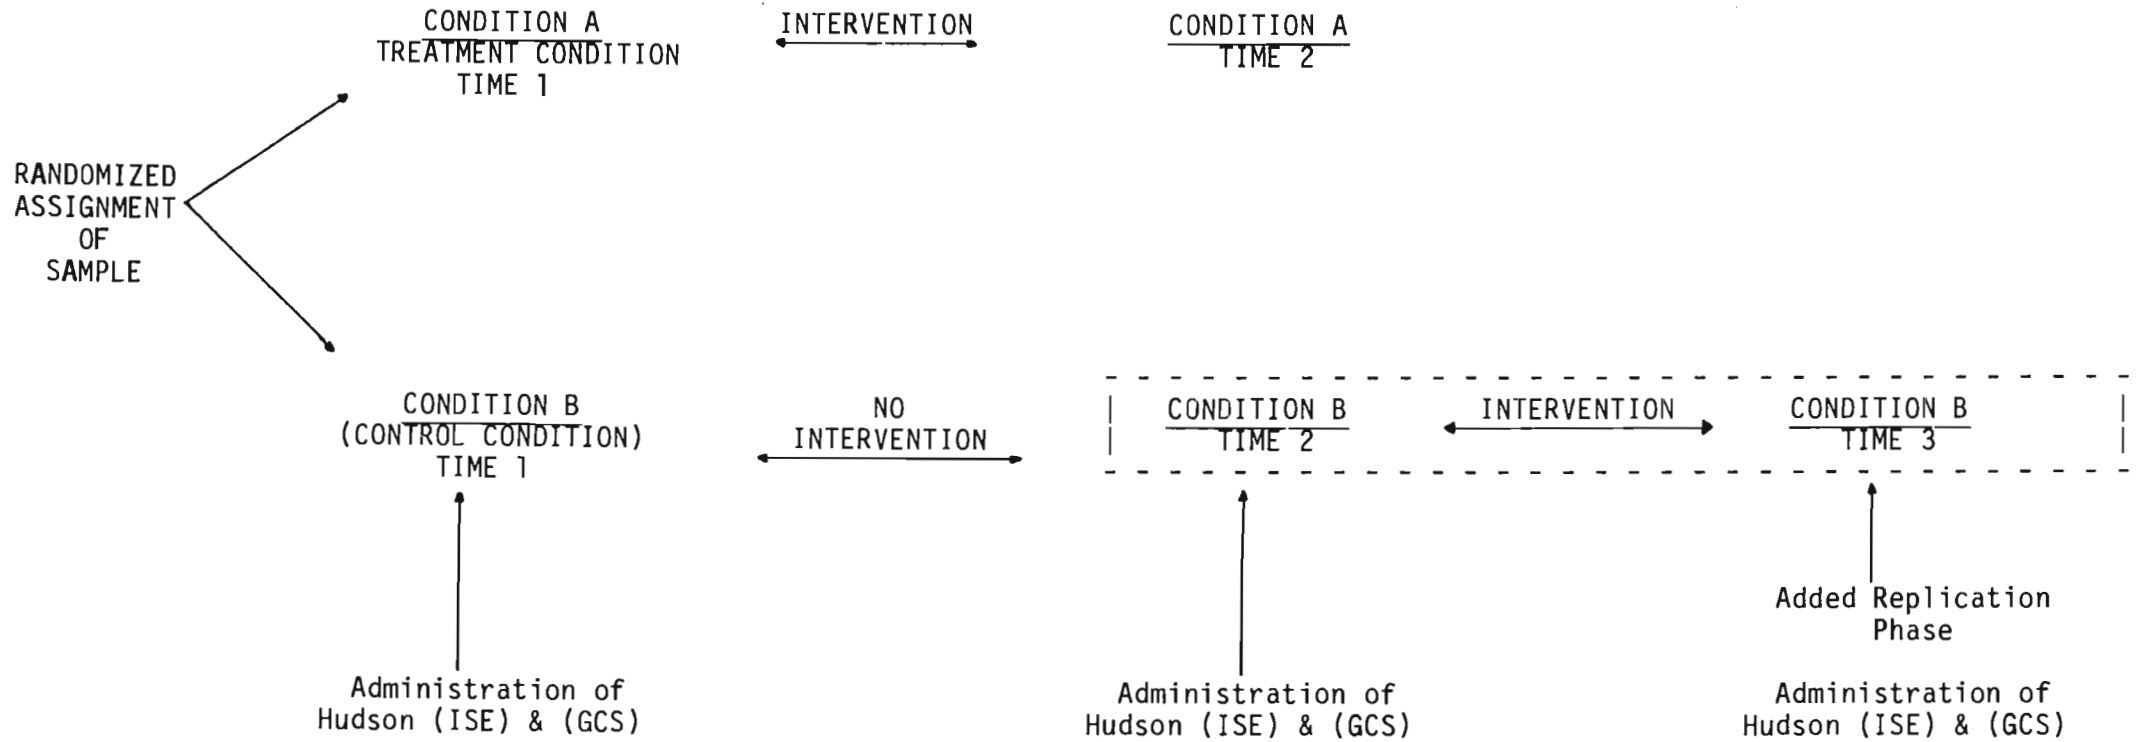 CONDITION A
TREATMENT CONDITION
TIME 1
INTERVENTION
CONDITION A
TIME 2
RANDOMIZED
ASSIGNMENT
OF
SAMPLE
CONDITION B
(CONTROL CONDITION)
TIME 1
NO
INTERVENTION
CONDITION B
TIME 2
INTERVENTION
CONDITION B
TIME 3
Added Replication
Phase
Administration of
Hudson (ISE) & (GCS)
Administration of
Hudson (ISE) & (GCS)
Administration of
Hudson (ISE) & (GCS)